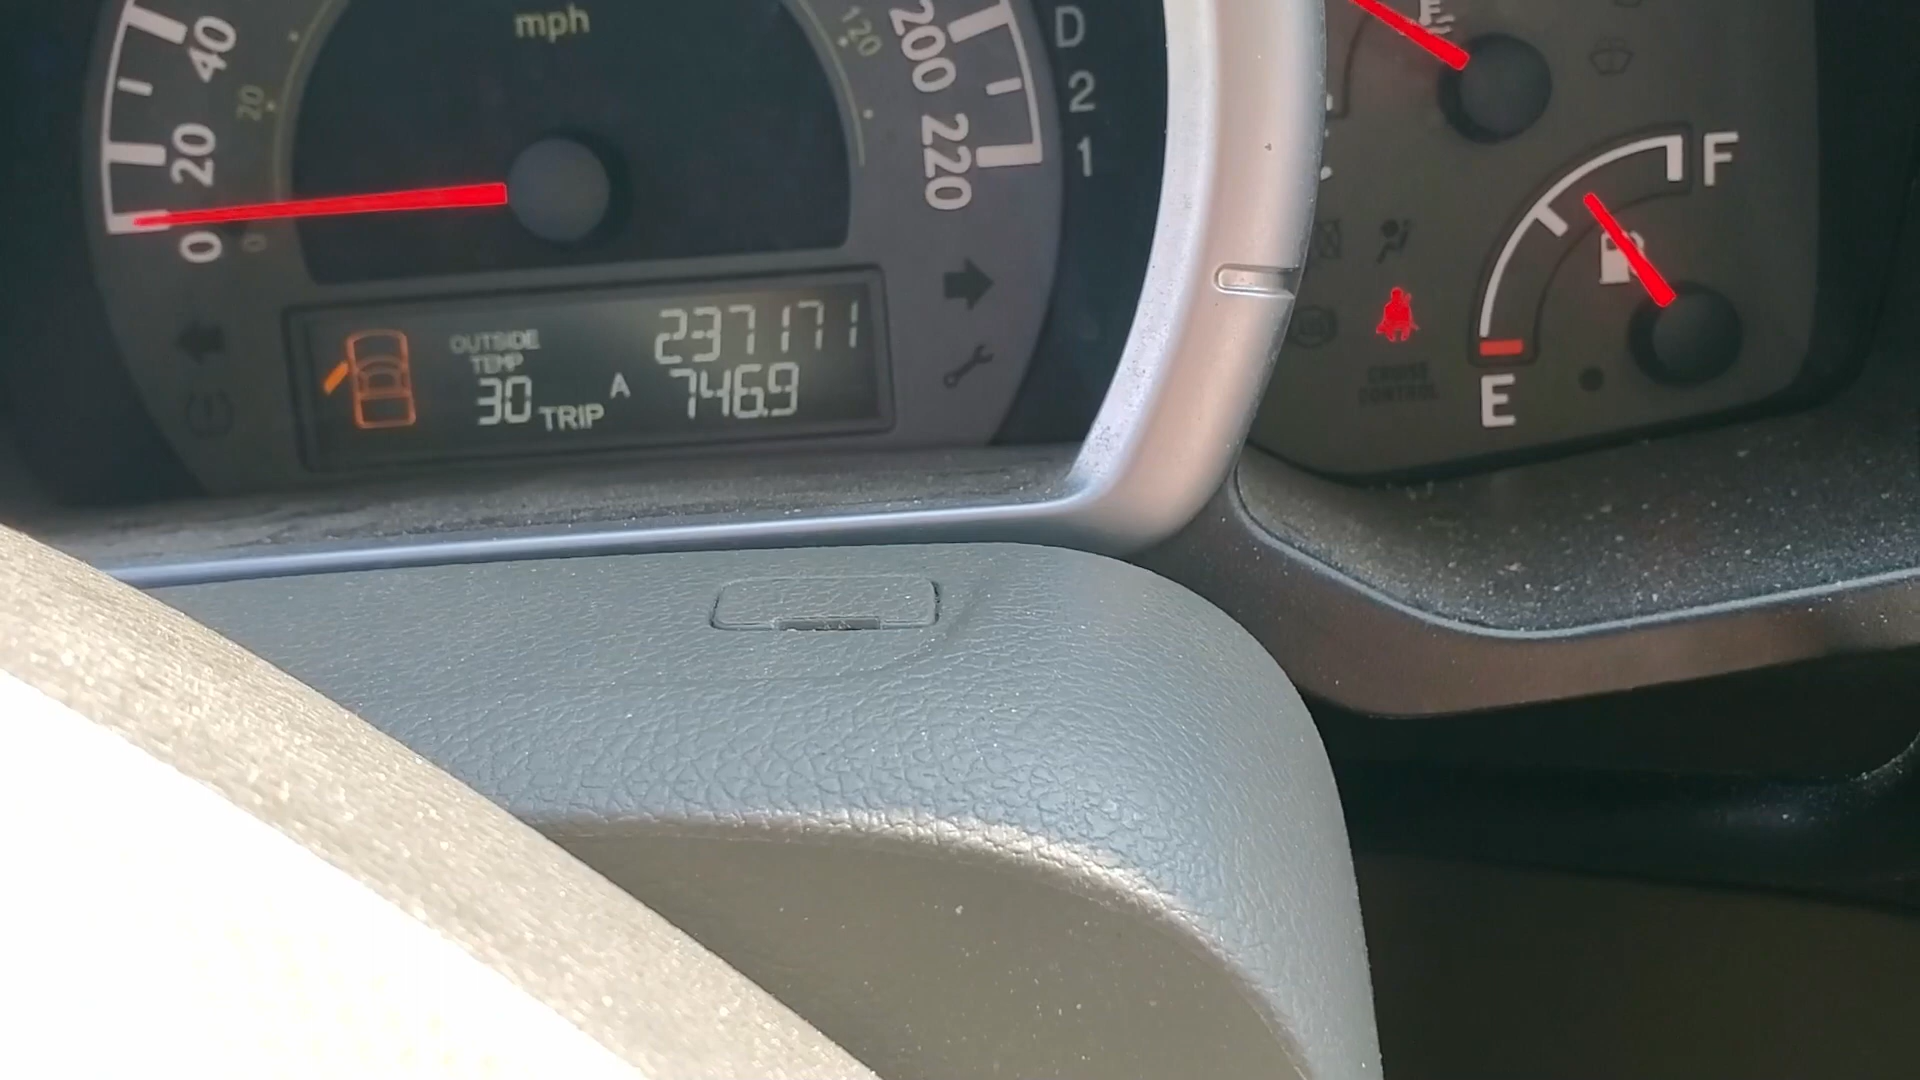 mph
40
20
0
20
0
120
200
220
D
2
1
OUTSIDE
TEMP
30
TRIP A
237171
746.9
F
E
CRUISE
CONTROL